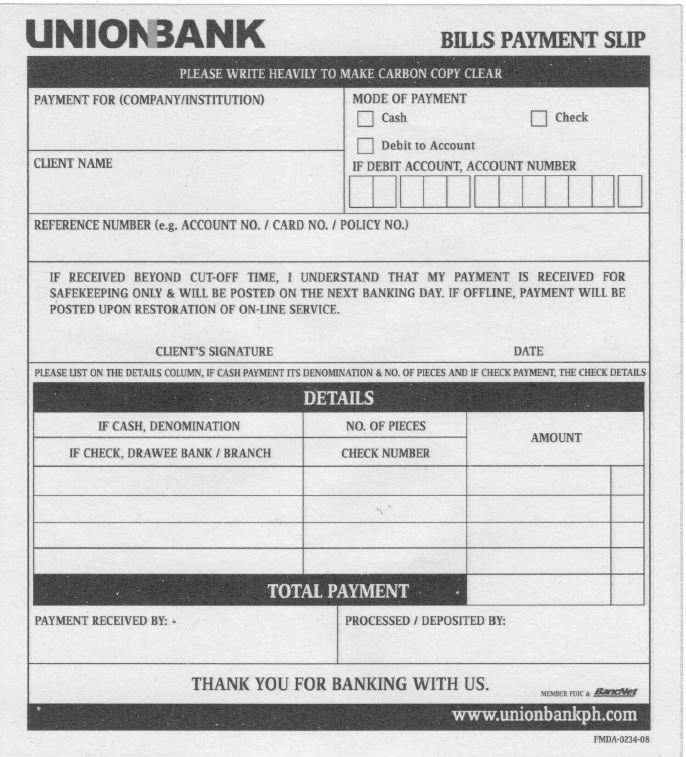 UNIONBANK
BILLS PAYMENT SLIP
PLEASE WRITE HEAVILY TO MAKE CARBON COPY CLEAR
PAYMENT FOR (COMPANY/INSTITUTION)
MODE OF PAYMENT
Cash
Check
Debit to Account
CLIENT NAME
IF DEBIT ACCOUNT, ACCOUNT NUMBER
REFERENCE NUMBER (e.g. ACCOUNT NO. / CARD NO. / POLICY NO.)
IF RECEIVED BEYOND CUT-OFF TIME, I UNDERSTAND THAT MY PAYMENT IS RECEIVED FOR
SAFEKEEPING ONLY & WILL BE POSTED ON THE NEXT BANKING DAY. IF OFFLINE, PAYMENT WILL BE
POSTED UPON RESTORATION OF ON-LINE SERVICE.
CLIENT'S SIGNATURE
DATE
PLEASE LIST ON THE DETAILS COLUMN, IF CASH PAYMENT ITS DENOMINATION & NO. OF PIECES AND IF CHECK PAYMENT, THE CHECK DETAILS
DETAILS
IF CASH, DENOMINATION
NO. OF PIECES
AMOUNT
IF CHECK, DRAWEE BANK / BRANCH
CHECK NUMBER
TOTAL PAYMENT
PAYMENT RECEIVED BY:
PROCESSED / DEPOSITED BY:
THANK YOU FOR BANKING WITH US.
MEMBER PDIC & BancNet
www.unionbankph.com
FMDA-0234-08